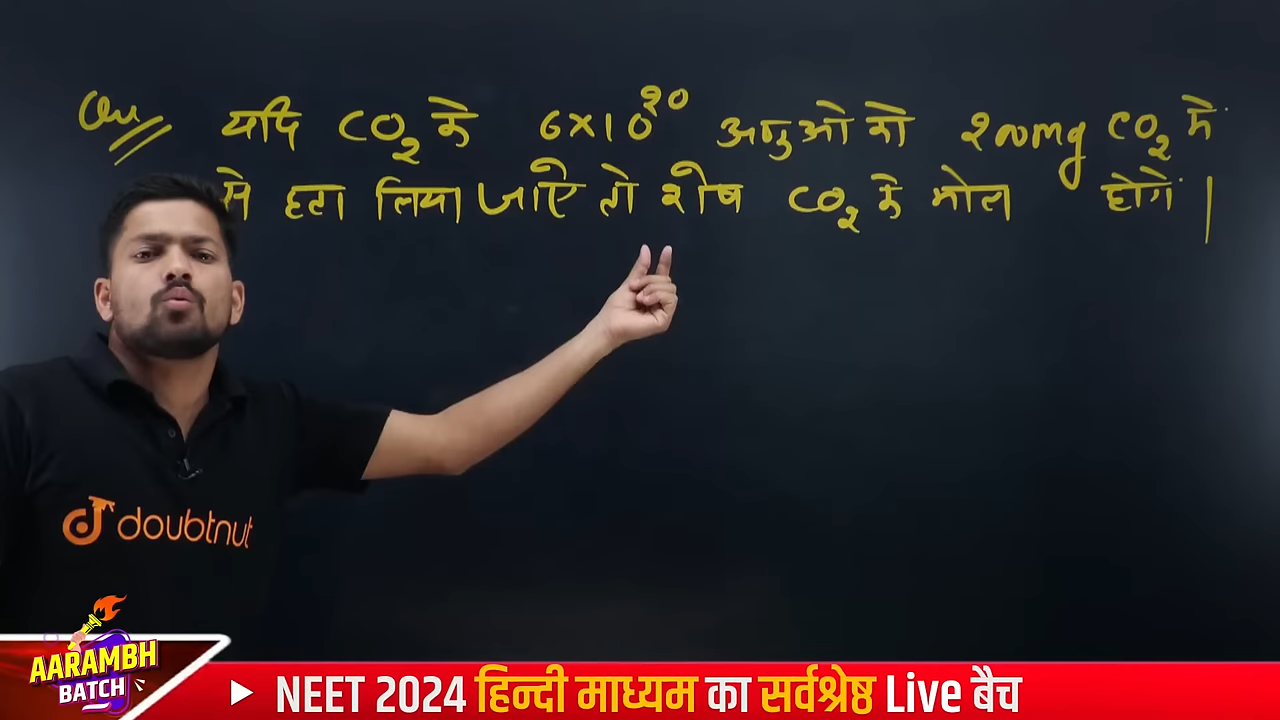 Qu यदि CO₂ के 6×10²⁰ अणुओ को 200mg CO₂ में
से हटा लिया जाऐ तो शेष CO₂ के मोल होगें |
doubtnut
AARAMBH
BATCH
NEET 2024 हिन्दी माध्यम का सर्वश्रेष्ठ Live बैच